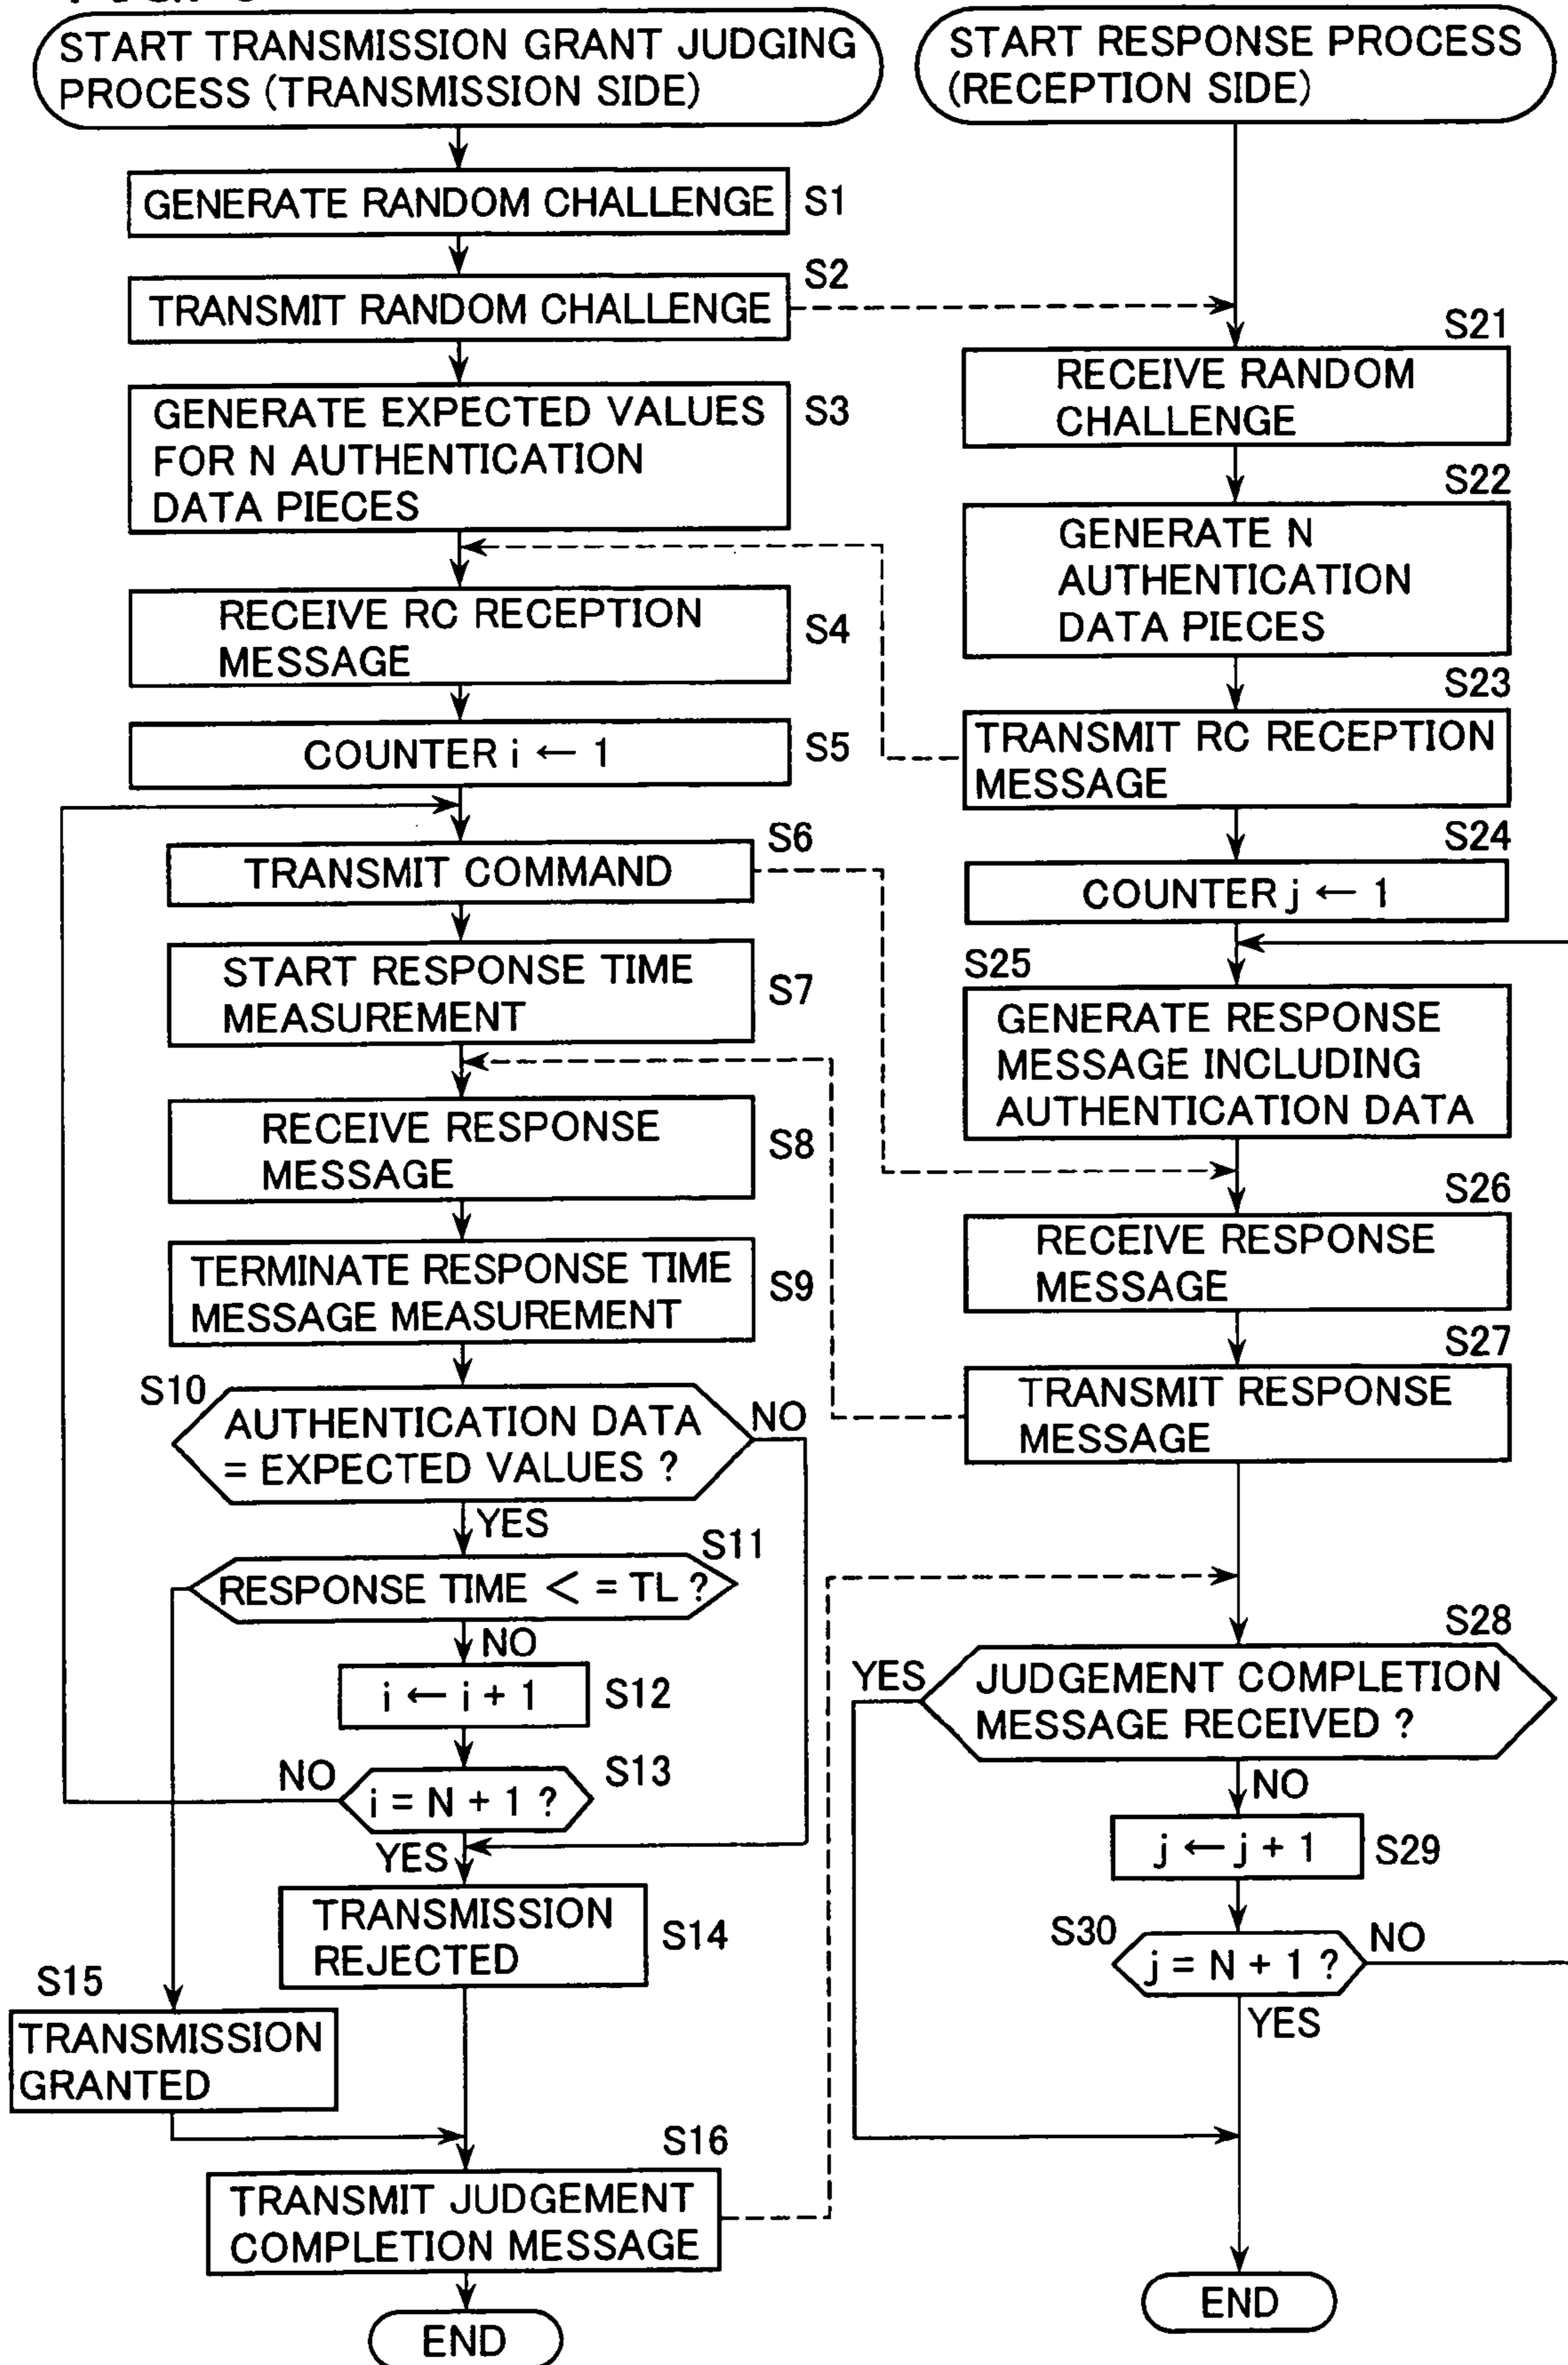 START TRANSMISSION GRANT JUDGING
PROCESS (TRANSMISSION SIDE)
GENERATE RANDOM CHALLENGE
S1
S2
TRANSMIT RANDOM CHALLENGE
GENERATE EXPECTED VALUES
FOR N AUTHENTICATION
DATA PIECES
S3
RECEIVE RC RECEPTION
MESSAGE
S4
COUNTER i ← 1
S5
S6
TRANSMIT COMMAND
START RESPONSE TIME
MEASUREMENT
S7
RECEIVE RESPONSE
MESSAGE
S8
TERMINATE RESPONSE TIME
MESSAGE MEASUREMENT
S9
S10
AUTHENTICATION DATA
= EXPECTED VALUES ?
NO
YES
S11
RESPONSE TIME < = TL ?
NO
i ← i + 1
S12
NO
i = N + 1 ?
S13
YES
TRANSMISSION
REJECTED
S14
S15
TRANSMISSION
GRANTED
S16
TRANSMIT JUDGEMENT
COMPLETION MESSAGE
END
START RESPONSE PROCESS
(RECEPTION SIDE)
S21
RECEIVE RANDOM
CHALLENGE
S22
GENERATE N
AUTHENTICATION
DATA PIECES
S23
TRANSMIT RC RECEPTION
MESSAGE
S24
COUNTER j ← 1
S25
GENERATE RESPONSE
MESSAGE INCLUDING
AUTHENTICATION DATA
S26
RECEIVE RESPONSE
MESSAGE
S27
TRANSMIT RESPONSE
MESSAGE
S28
YES
JUDGEMENT COMPLETION
MESSAGE RECEIVED ?
NO
j ← j + 1
S29
S30
j = N + 1 ?
NO
YES
END